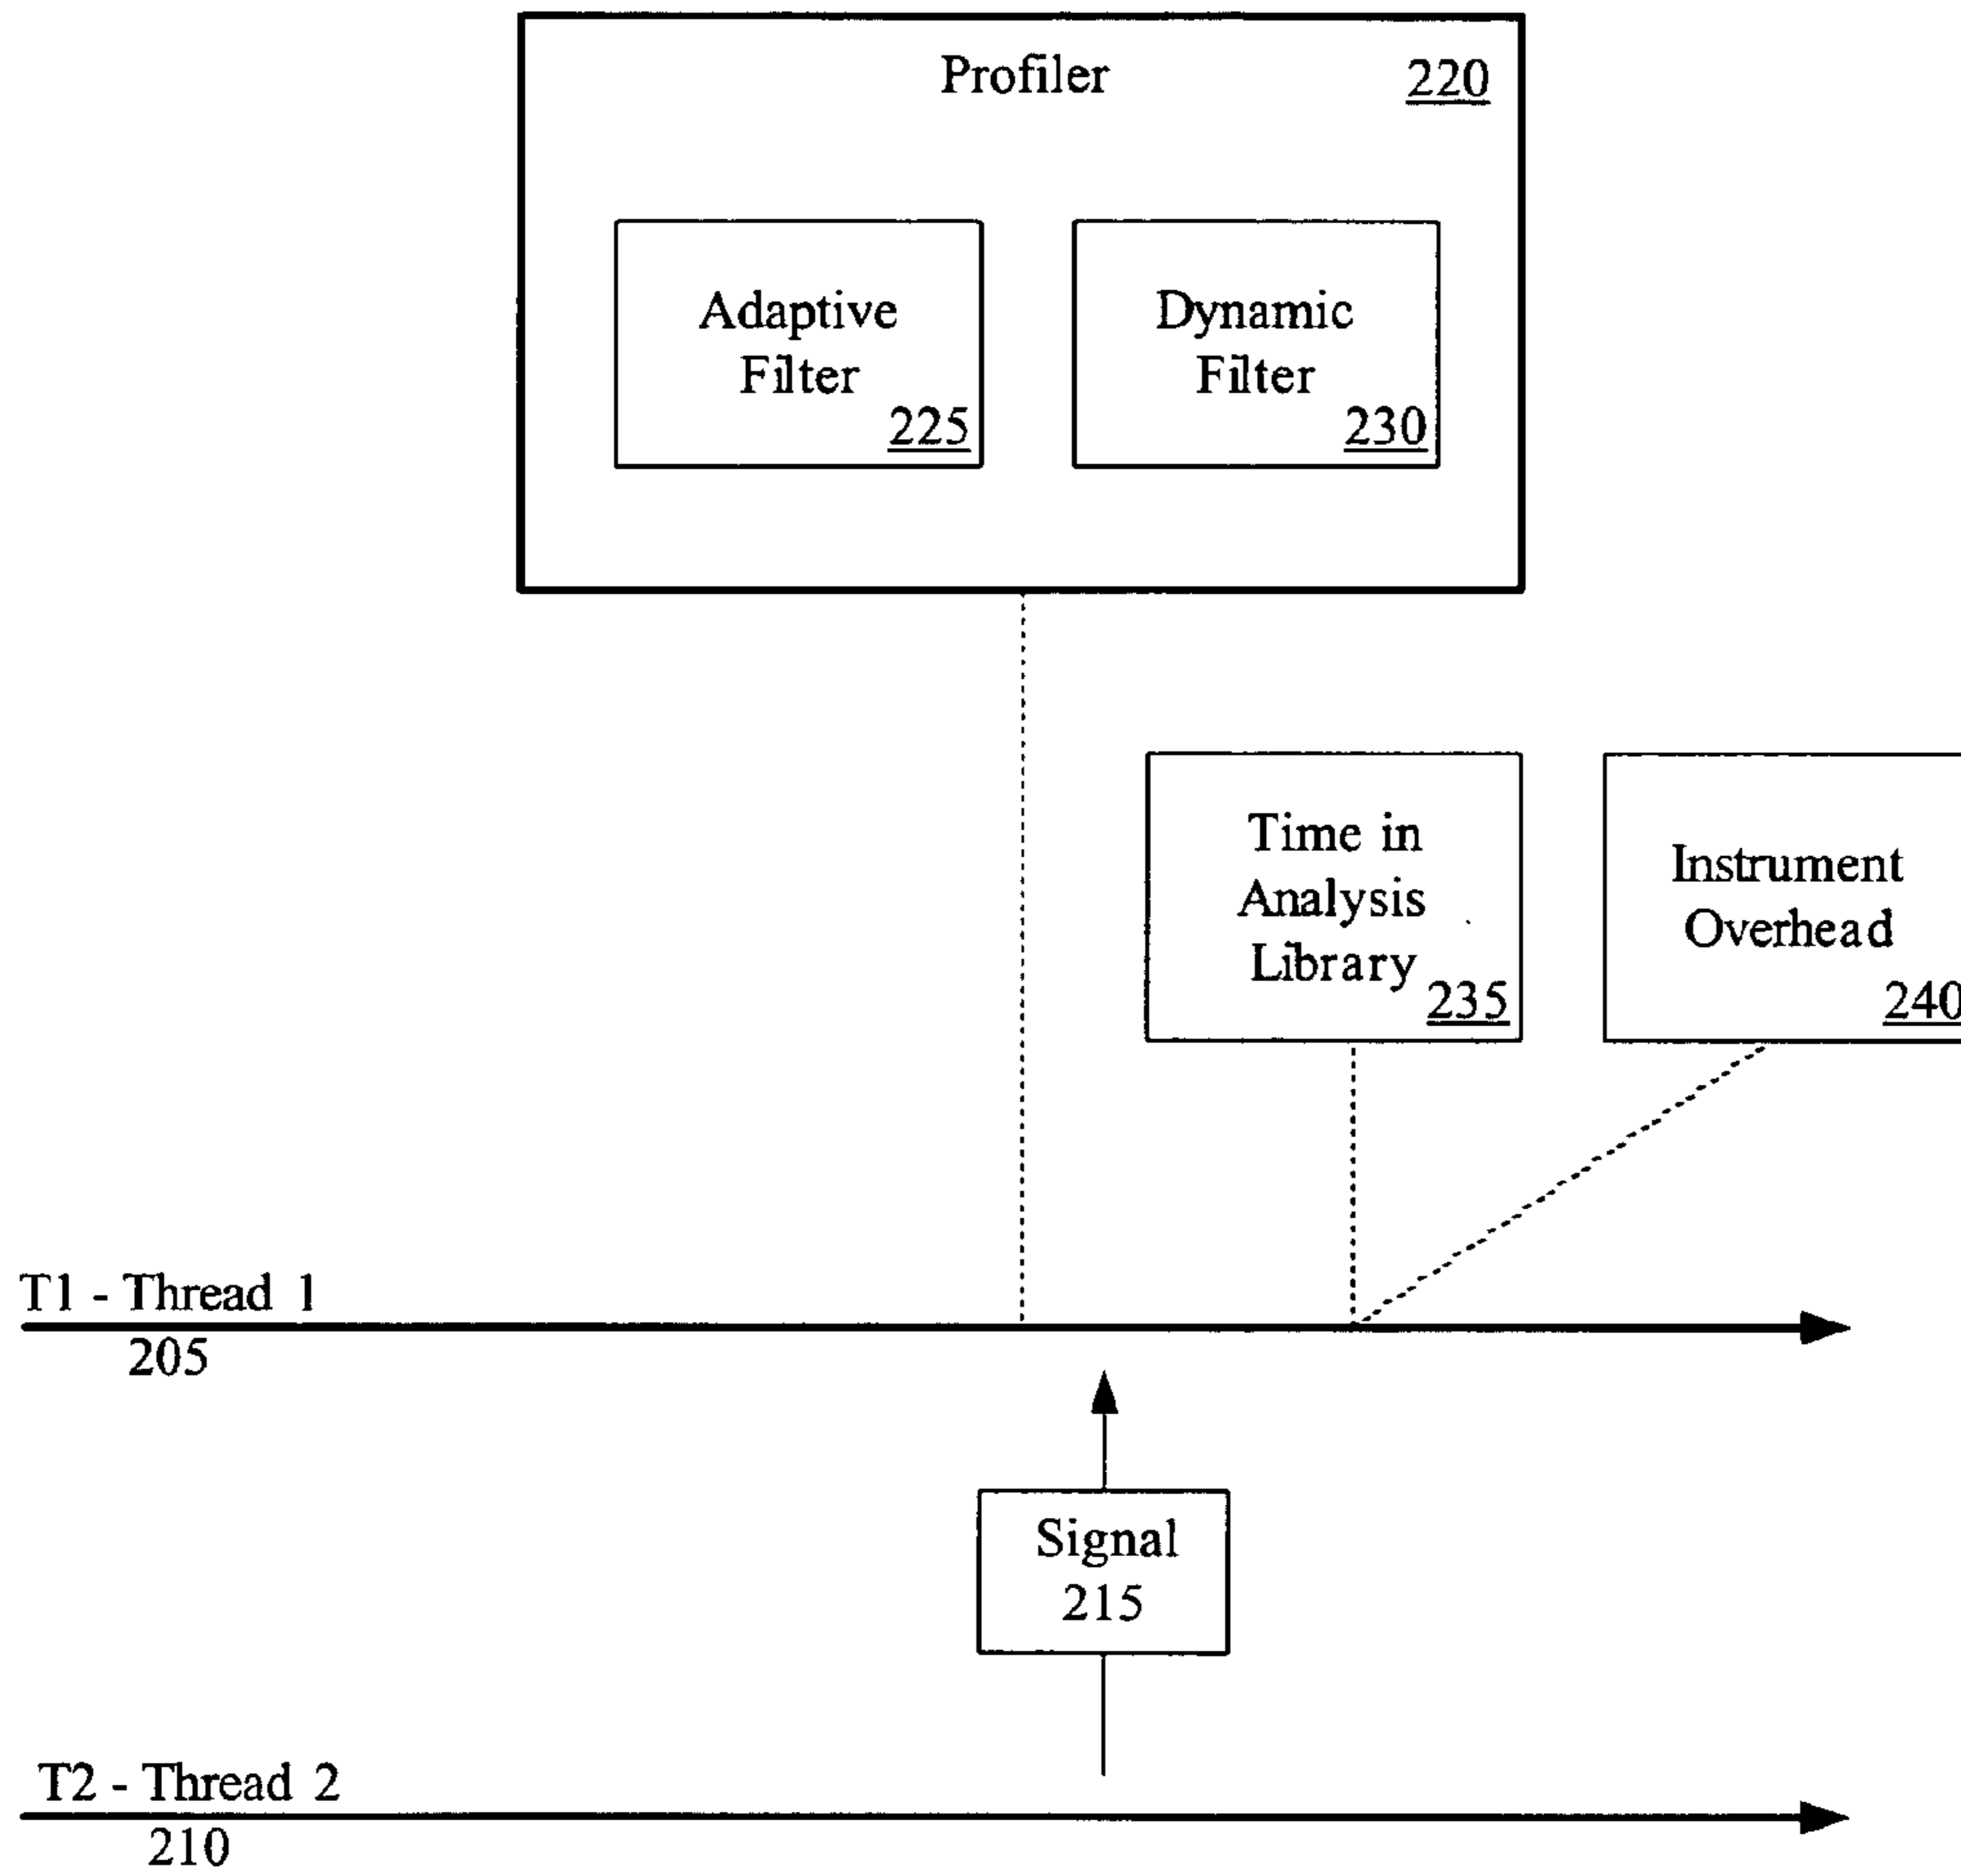 Profiler
220
Adaptive
Filter
225
Dynamic
Filter
230
Time in
Analysis
Library
235
Instrument
Overhead
240
T1 - Thread 1
205
Signal
215
T2 - Thread 2
210